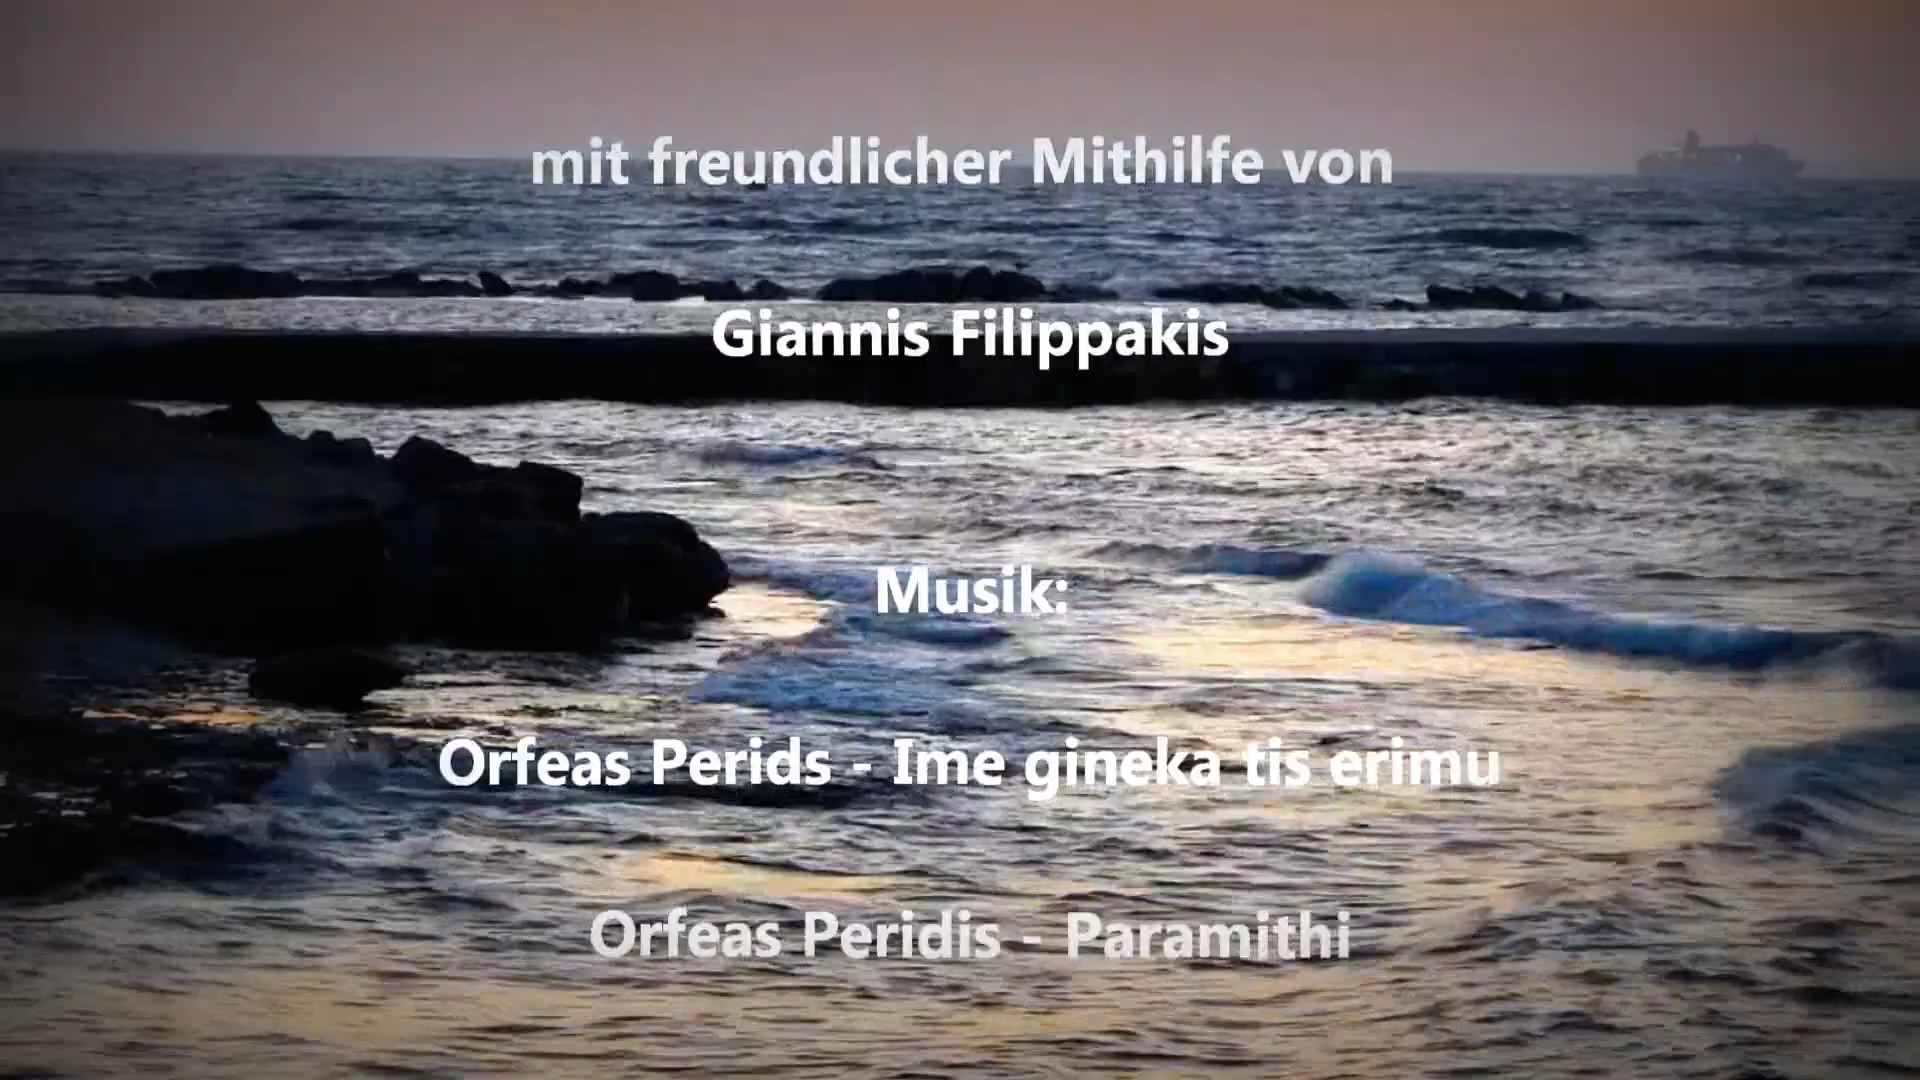 mit freundlicher Mithilfe von
Giannis Filippakis
Musik:
Orfeas Perids - Ime gineka tis erimu
Orfeas Peridis - Paramithi